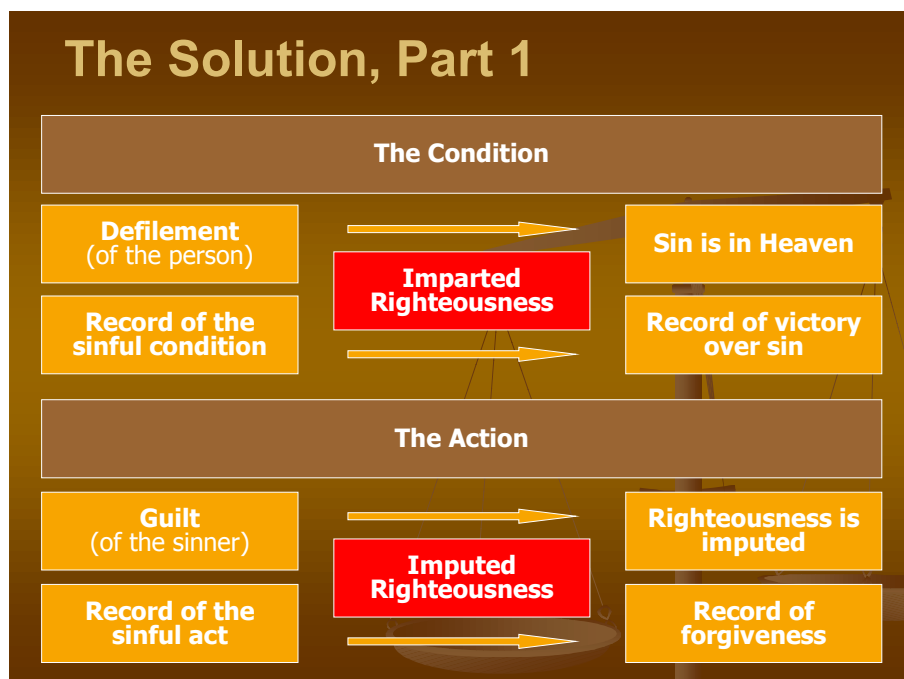 The Solution, Part 1
The Condition
Defilement
(of the person)
Sin is in Heaven
Imparted
Righteousness
Record of the
sinful condition
Record of victory
over sin
The Action
Guilt
(of the sinner)
Righteousness is
imputed
Imputed
Righteousness
Record of the
sinful act
Record of
forgiveness